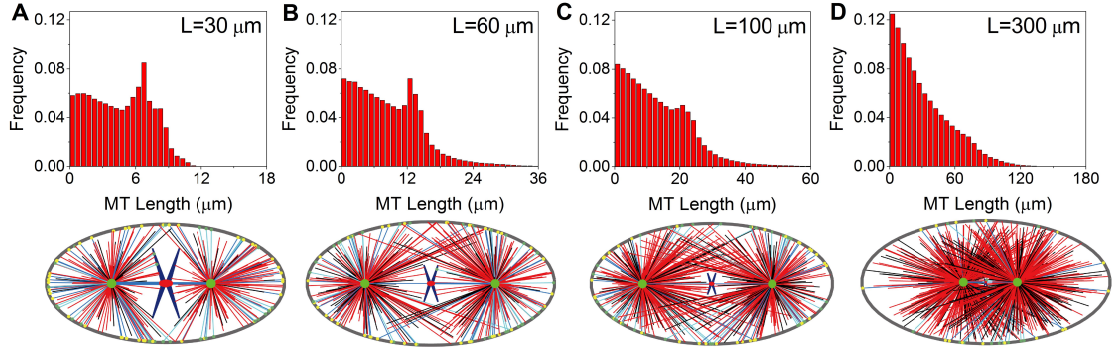 A
L=30 μm
0.12
0.08
0.04
0.00
Frequency
0
6
12
18
MT Length (μm)
B
L=60 μm
0.12
0.08
0.04
0.00
Frequency
0
12
24
36
MT Length (μm)
C
L=100 μm
0.12
0.08
0.04
0.00
Frequency
0
20
40
60
MT Length (μm)
D
L=300 μm
0.12
0.08
0.04
0.00
Frequency
0
60
120
180
MT Length (μm)